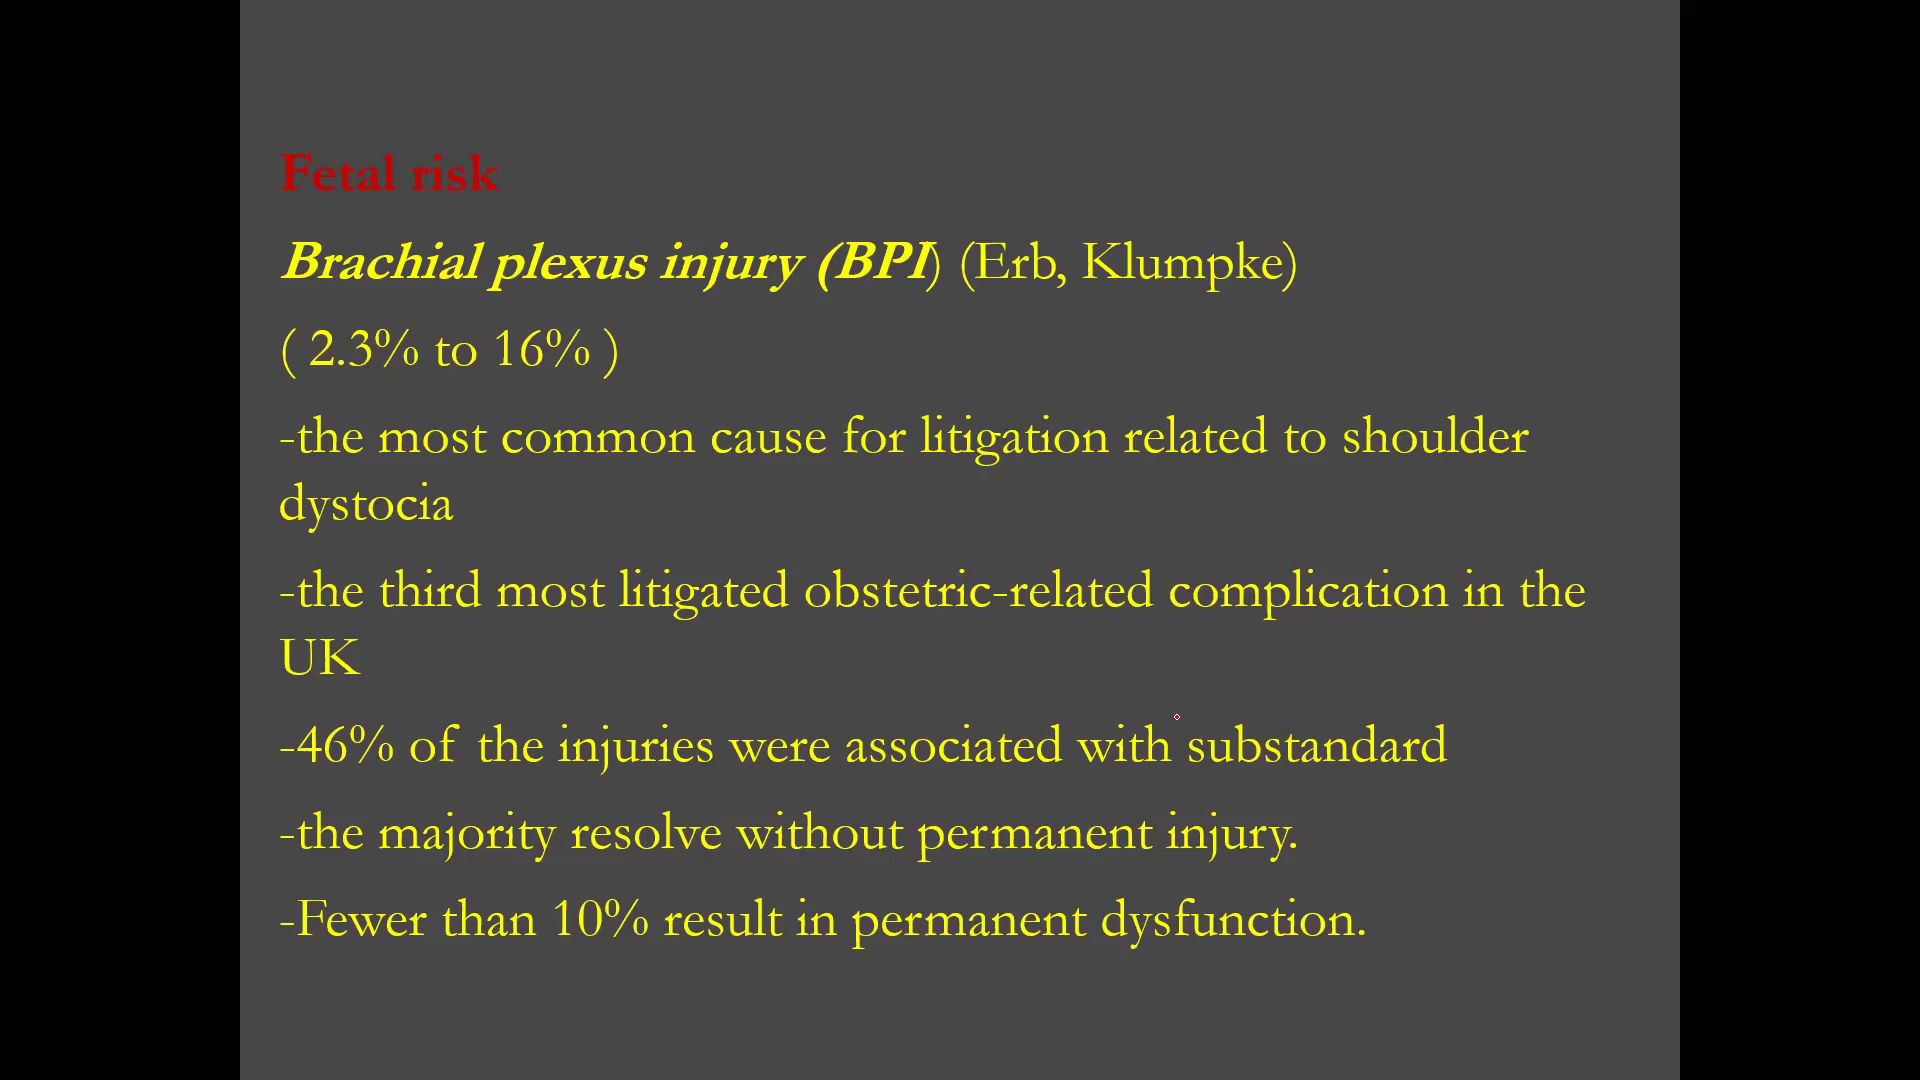 Fetal risk
Brachial plexus injury (BPI) (Erb, Klumpke)
( 2.3% to 16% )
-the most common cause for litigation related to shoulder
dystocia
-the third most litigated obstetric-related complication in the
UK
-46% of the injuries were associated with substandard
-the majority resolve without permanent injury.
-Fewer than 10% result in permanent dysfunction.